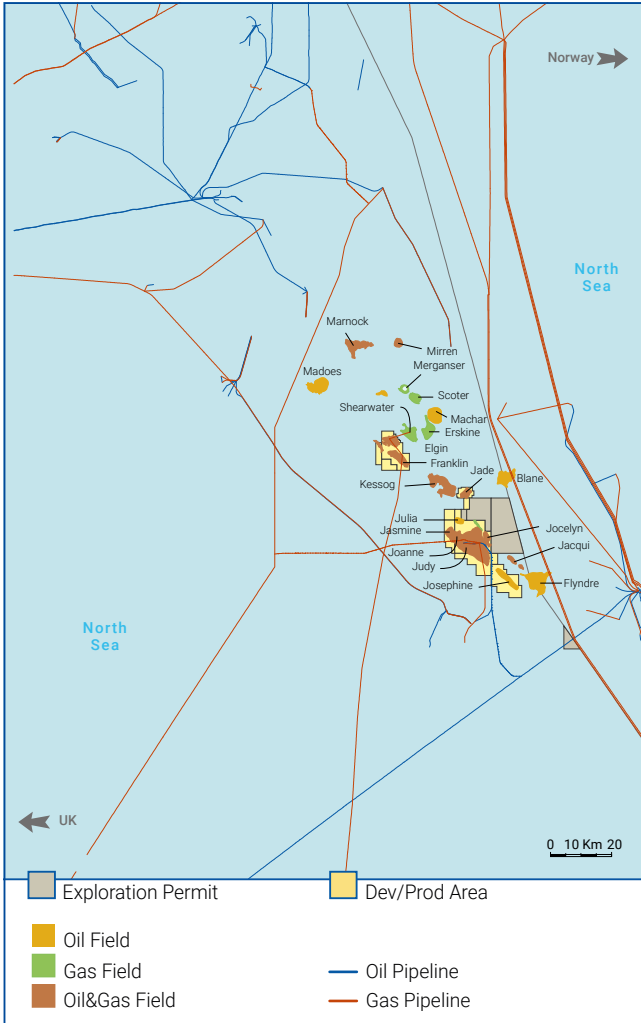 Norway
North
Sea
Marnock
Mirren
Merganser
Madoes
Scoter
Shearwater
Machar
Erskine
Elgin
Franklin
Jade
Kessog
Blane
Julia
Jasmine
Jocelyn
Joanne
Jacqui
Judy
Josephine
Flyndre
North
Sea
UK
0 10 Km 20
Exploration Permit
Dev/Prod Area
Oil Field
Gas Field
Oil Pipeline
Oil&Gas Field
Gas Pipeline